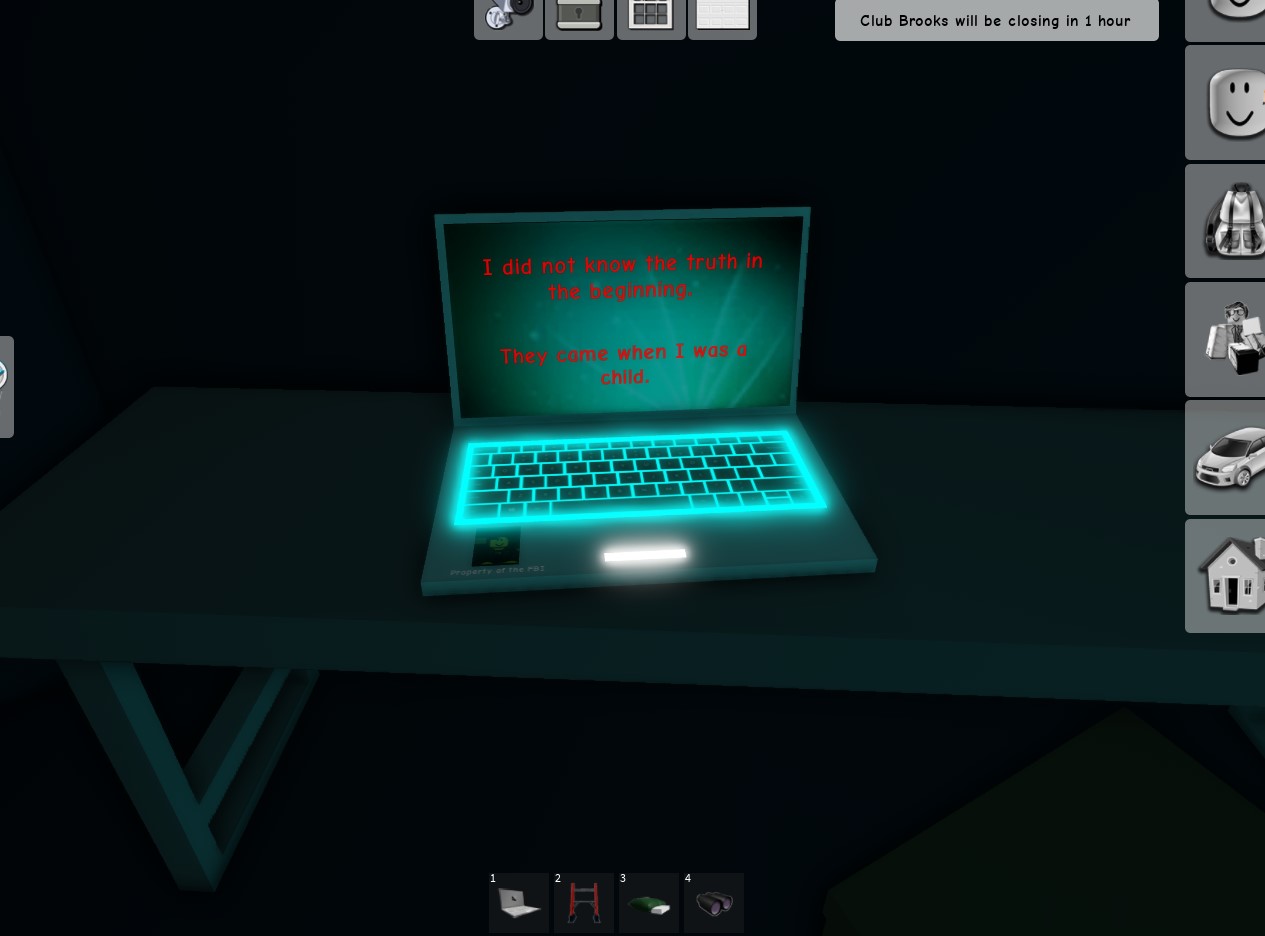 Club Brooks will be closing in 1 hour
I did not know the truth in
the beginning.
They came when I was a
child.
Property of the FBI
1
2
3
4